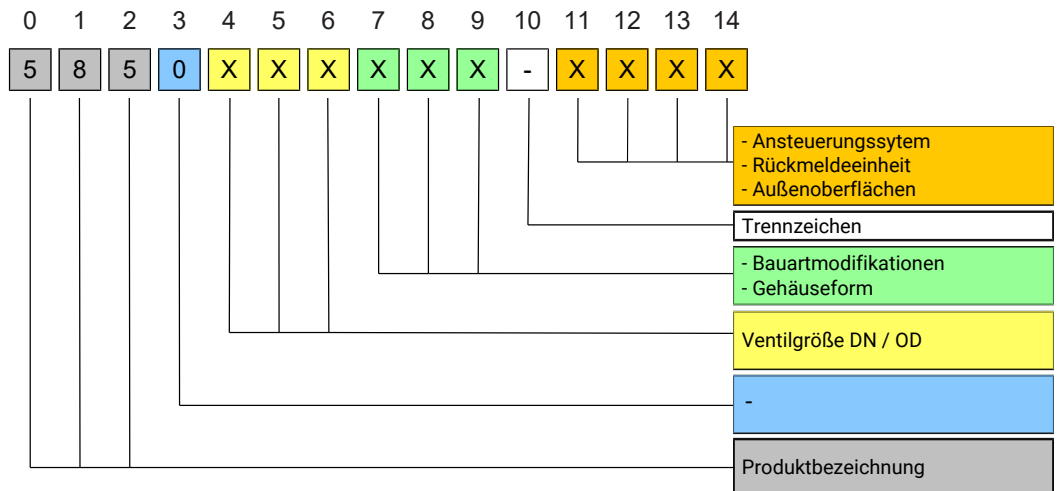 0 1 2 3 4 5 6 7 8 9 10 11 12 13 14
5 8 5 0 X X X X X X - X X X X
- Ansteuerungssytem
- Rückmeldeeinheit
- Außenoberflächen
Trennzeichen
- Bauartmodifikationen
- Gehäuseform
Ventilgröße DN / OD
-
Produktbezeichnung